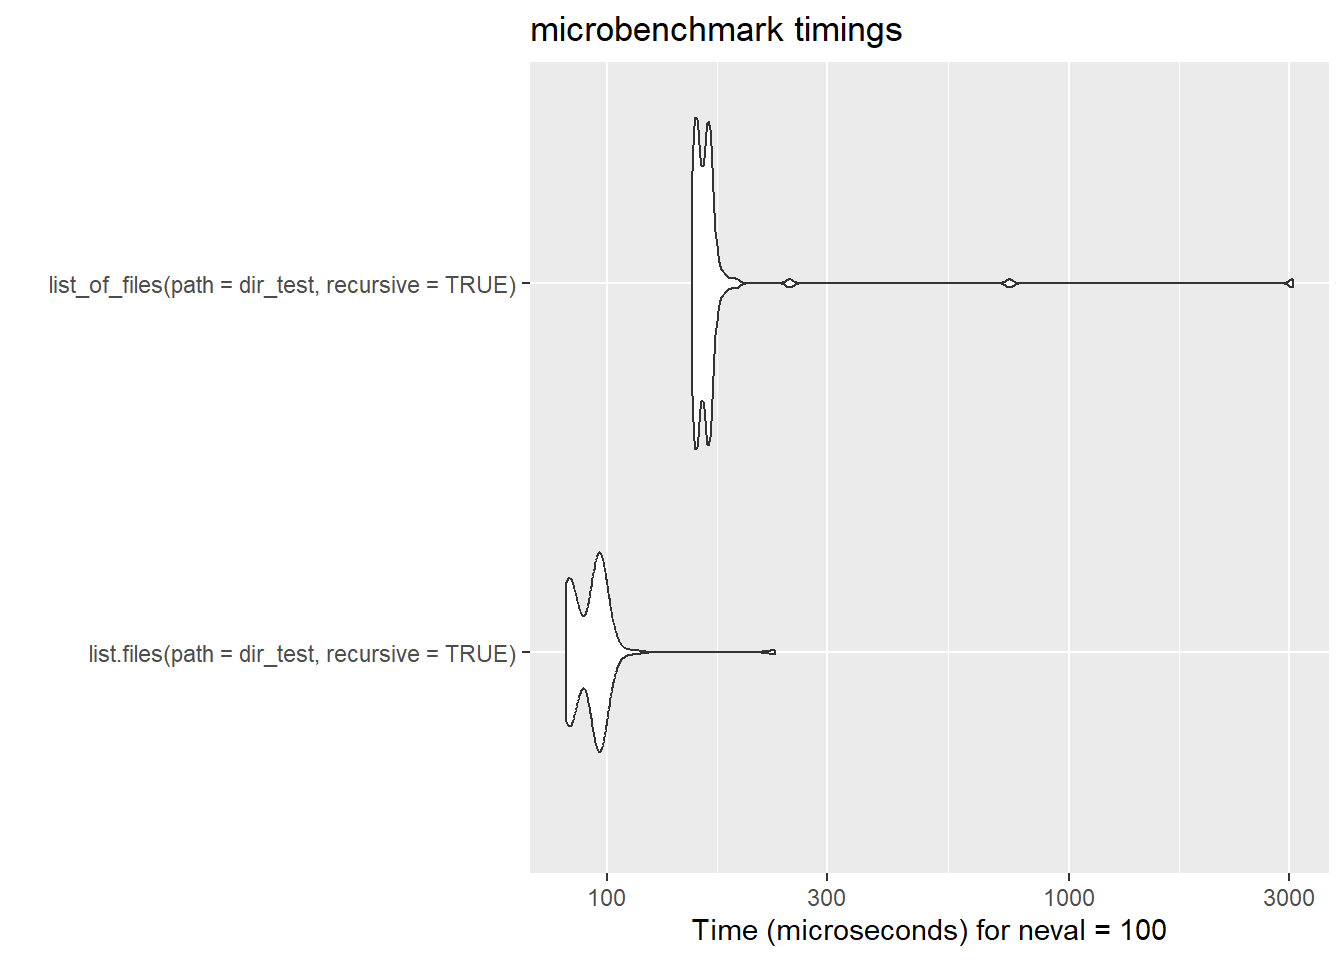 microbenchmark timings
list_of_files(path = dir_test, recursive = TRUE)
list.files(path = dir_test, recursive = TRUE)
100 300 1000 3000
Time (microseconds) for neval = 100